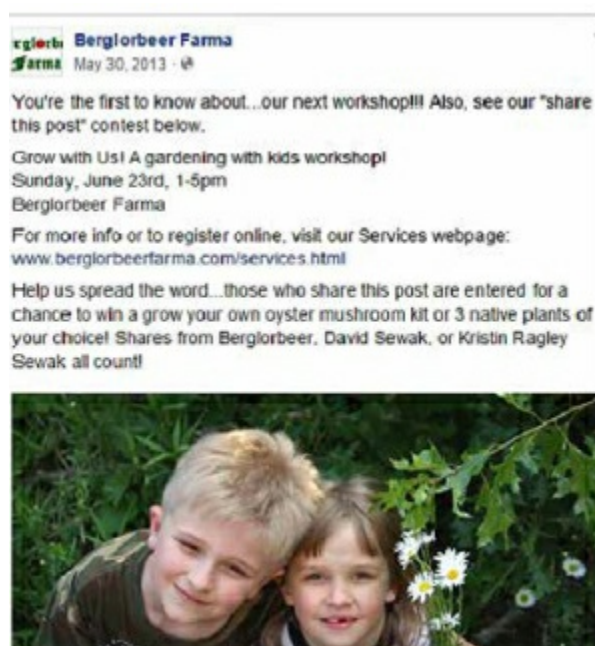 rglorb
Farma
Berglorbeer Farma
May 30, 2013 ·
You're the first to know about...our next workshop!!! Also, see our "share
this post" contest below.
Grow with Us! A gardening with kids workshop!
Sunday, June 23rd, 1-5pm
Berglorbeer Farma
For more info or to register online, visit our Services webpage:
www.berglorbeerfarma.com/services.html
Help us spread the word...those who share this post are entered for a
chance to win a grow your own oyster mushroom kit or 3 native plants of
your choice! Shares from Berglorbeer, David Sewak, or Kristin Ragley
Sewak all count!